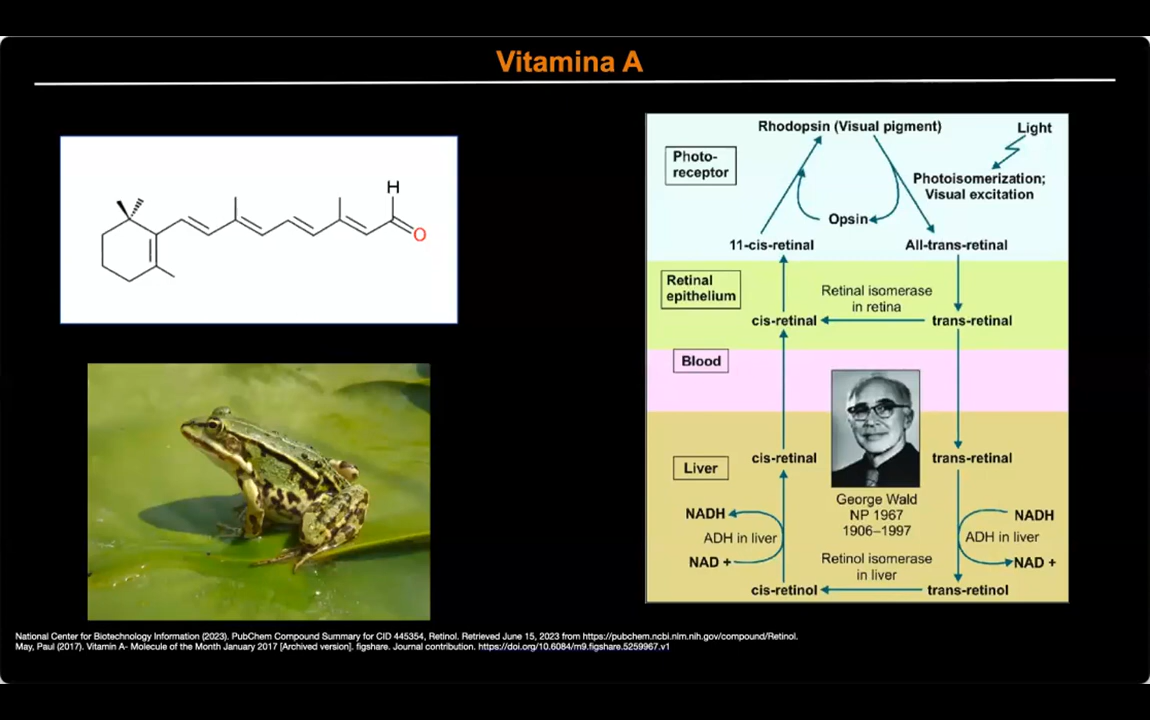 Vitamina A
H
O
Rhodopsin (Visual pigment)
Light
Photo-
receptor
Photoisomerization;
Visual excitation
Opsin
11-cis-retinal
All-trans-retinal
Retinal
epithelium
Retinal isomerase
in retina
cis-retinal
trans-retinal
Blood
Liver
cis-retinal
trans-retinal
George Wald
NP 1967
1906–1997
NADH
NADH
ADH in liver
ADH in liver
NAD +
NAD +
Retinol isomerase
in liver
cis-retinol
trans-retinol
National Center for Biotechnology Information (2023). PubChem Compound Summary for CID 445354, Retinol. Retrieved June 15, 2023 from https://pubchem.ncbi.nlm.nih.gov/compound/Retinol.
May, Paul (2017). Vitamin A- Molecule of the Month January 2017 [Archived version]. figshare. Journal contribution. https://doi.org/10.6084/m9.figshare.5259967.v1